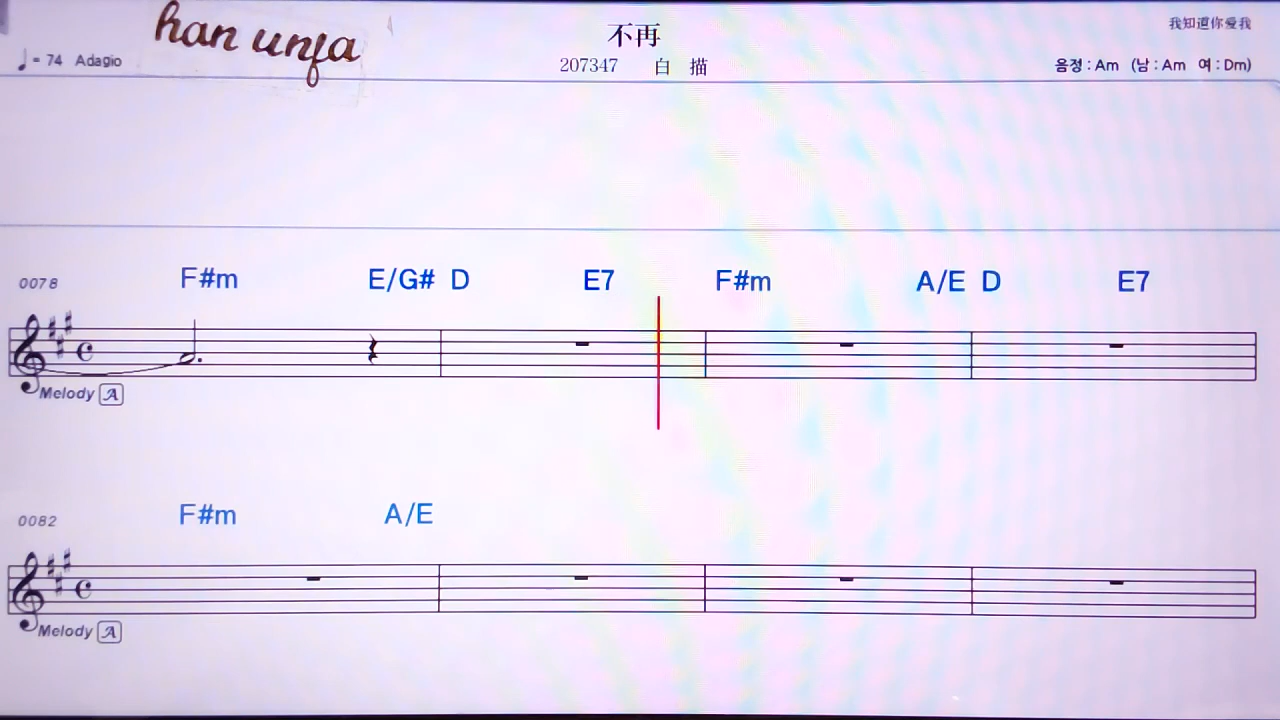 han unfa
不再
我知道你爱我
♩= 74 Adagio
207347 白 描
음정 : Am (남 : Am 여 : Dm)
0078 F#m E/G# D E7 F#m A/E D E7
Melody A
0082 F#m A/E
Melody A